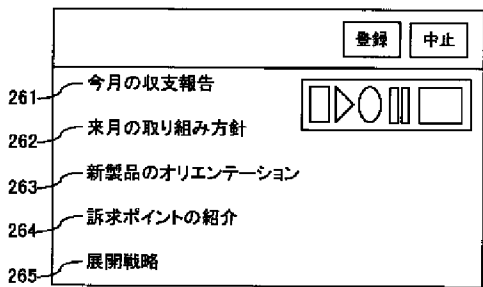 登録 中止
261 今月の収支報告
262 来月の取り組み方針
263 新製品のオリエンテーション
264 訴求ポイントの紹介
265 展開戦略